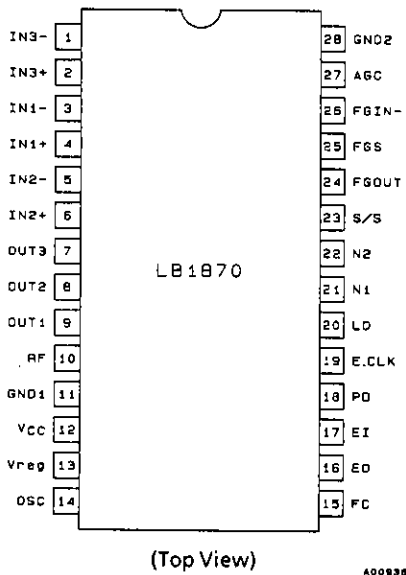 IN3- 1
IN3+ 2
IN1- 3
IN1+ 4
IN2- 5
IN2+ 6
OUT3 7
OUT2 8
OUT1 9
RF 10
GND1 11
VCC 12
Vreg 13
OSC 14
LB1870
28 GND2
27 AGC
26 FGIN-
25 FGS
24 FGOUT
23 S/S
22 N2
21 N1
20 LD
19 E.CLK
18 PD
17 EI
16 EO
15 FC
(Top View)
A00936